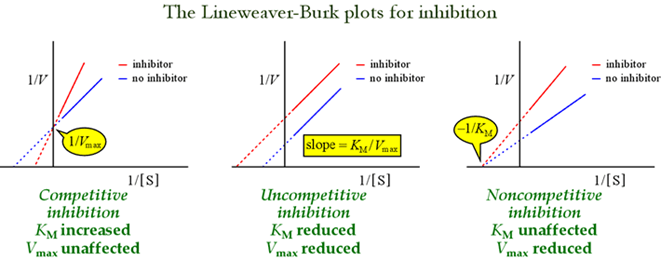 The Lineweaver-Burk plots for inhibition
1/V
inhibitor
no inhibitor
1/Vmax
1/[S]
Competitive
inhibition
KM increased
Vmax unaffected
1/V
inhibitor
no inhibitor
slope = KM/Vmax
1/[S]
Uncompetitive
inhibition
KM reduced
Vmax reduced
1/V
inhibitor
no inhibitor
−1/KM
1/[S]
Noncompetitive
inhibition
KM unaffected
Vmax reduced